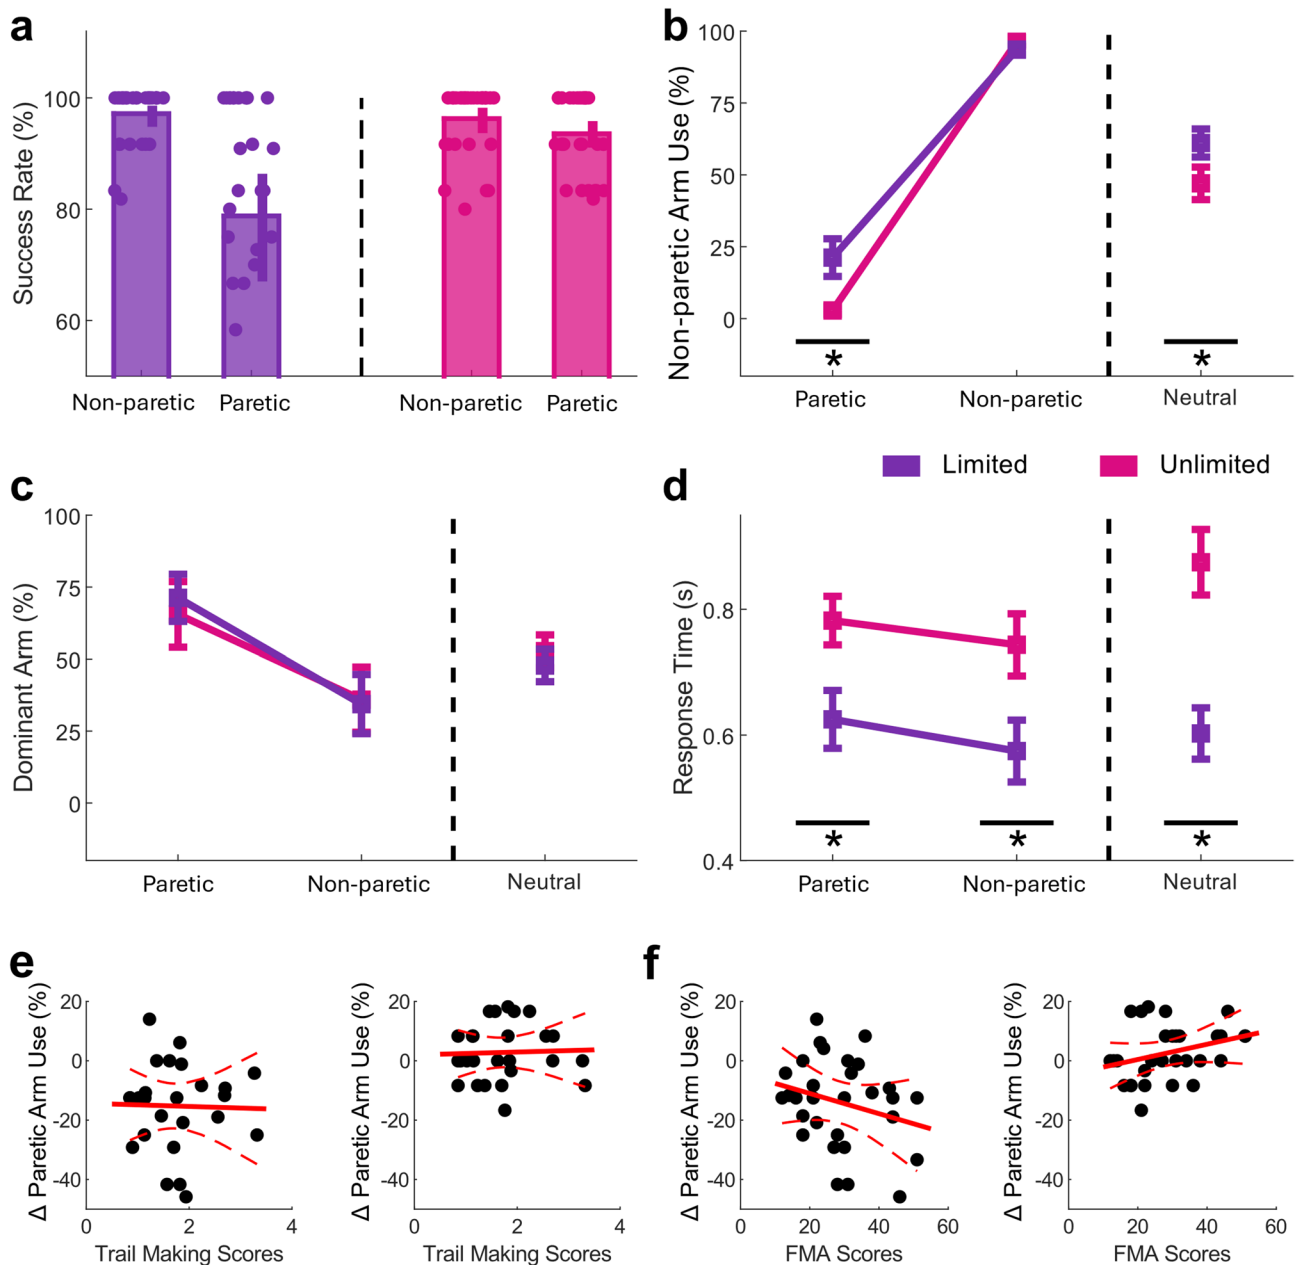 a
Success Rate (%)
100
80
60
Non-paretic
Paretic
Non-paretic
Paretic
b
Non-paretic Arm Use (%)
100
75
50
25
0
*
*
Paretic
Non-paretic
Neutral
Limited
Unlimited
c
Dominant Arm (%)
100
75
50
25
0
Paretic
Non-paretic
Neutral
d
Response Time (s)
0.8
0.6
0.4
*
*
*
Paretic
Non-paretic
Neutral
e
Δ Paretic Arm Use (%)
20
0
-20
-40
0
2
4
Trail Making Scores
Δ Paretic Arm Use (%)
20
0
-20
-40
0
2
4
Trail Making Scores
f
Δ Paretic Arm Use (%)
20
0
-20
-40
0
20
40
60
FMA Scores
Δ Paretic Arm Use (%)
20
0
-20
-40
0
20
40
60
FMA Scores